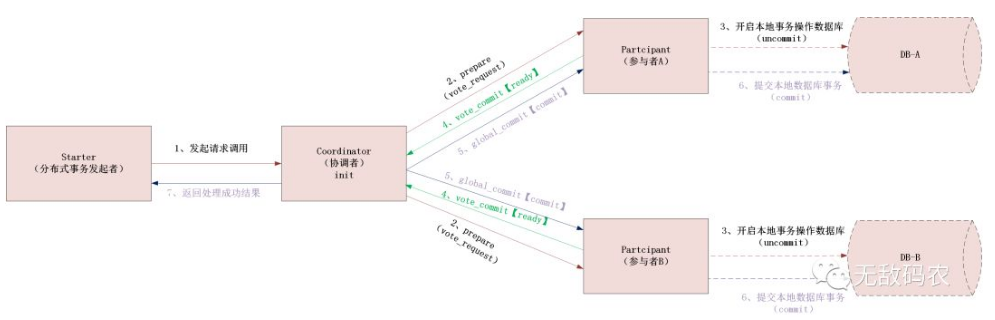 Starter
（分布式事务发起者）
1、发起请求调用
7、返回处理成功结果
Coordinator
（协调者）
init
2、prepare
（vote_request）
4、vote_commit【ready】
5、global_commit【commit】
5、global_commit【commit】
4、vote_commit【ready】
2、prepare
（vote_request）
Partcipant
（参与者A）
3、开启本地事务操作数据库
（uncommit）
6、提交本地数据库事务
（commit）
DB-A
Partcipant
（参与者B）
3、开启本地事务操作数据库
（uncommit）
6、提交本地数据库事务
（commit）
DB-B
无敌码农